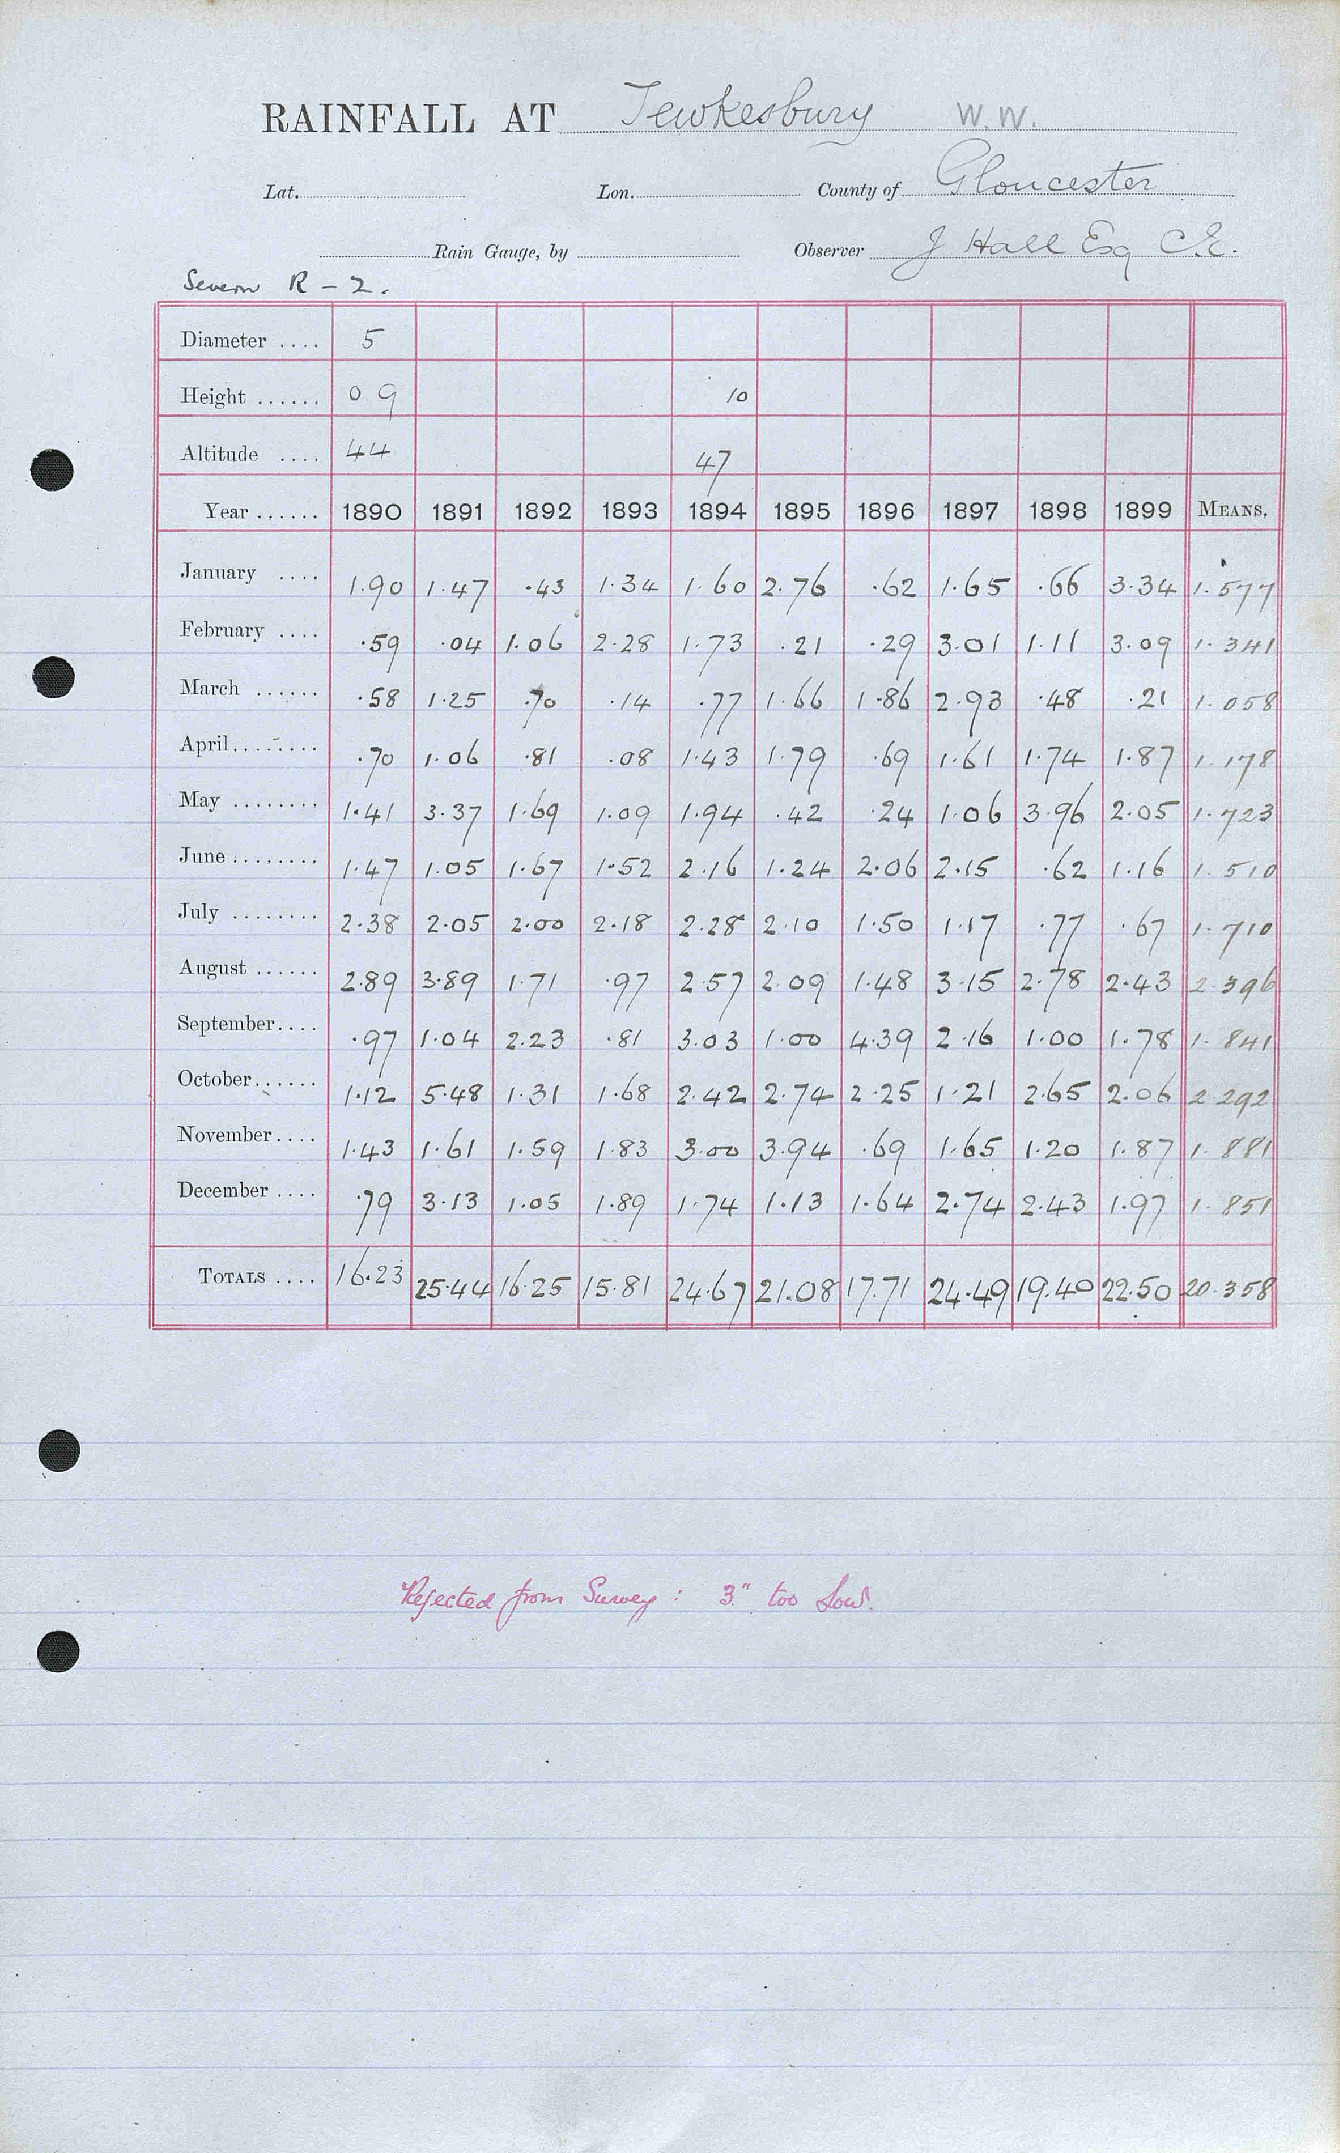 RAINFALL AT Tewkesbury W.W.
Lat. Lon. County of Gloucester
Rain Gauge, by Observer J Hall Esq C.E.
Severn R - 2.
Diameter .... 5
Height ...... 0 9 10
Altitude .... 44 47
Year ...... 1890 1891 1892 1893 1894 1895 1896 1897 1898 1899 MEANS.
January .... 1.90 1.47 .43 1.34 1.60 2.76 .62 1.65 .66 3.34 1.577
February .... .59 .04 1.06 2.28 1.73 .21 .29 3.01 1.11 3.09 1.341
March ...... .58 1.25 .70 .14 .77 1.66 1.86 2.93 .48 .21 1.058
April........ .70 1.06 .81 .08 1.43 1.79 .69 1.61 1.74 1.87 1.178
May ........ 1.41 3.37 1.69 1.09 1.94 .42 .24 1.06 3.96 2.05 1.723
June ........ 1.47 1.05 1.67 1.52 2.16 1.24 2.06 2.15 .62 1.16 1.510
July ........ 2.38 2.05 2.00 2.18 2.28 2.10 1.50 1.17 .77 .67 1.710
August ...... 2.89 3.89 1.71 .97 2.57 2.09 1.48 3.15 2.78 2.43 2.396
September.... .97 1.04 2.23 .81 3.03 1.00 4.39 2.16 1.00 1.78 1.841
October...... 1.12 5.48 1.31 1.68 2.42 2.74 2.25 1.21 2.65 2.06 2.292
November.... 1.43 1.61 1.59 1.83 3.00 3.94 .69 1.65 1.20 1.87 1.881
December .... .79 3.13 1.05 1.89 1.74 1.13 1.64 2.74 2.43 1.97 1.851
TOTALS .... 16.23 25.44 16.25 15.81 24.67 21.08 17.71 24.49 19.40 22.50 20.358
Rejected from Survey: 3" too low.